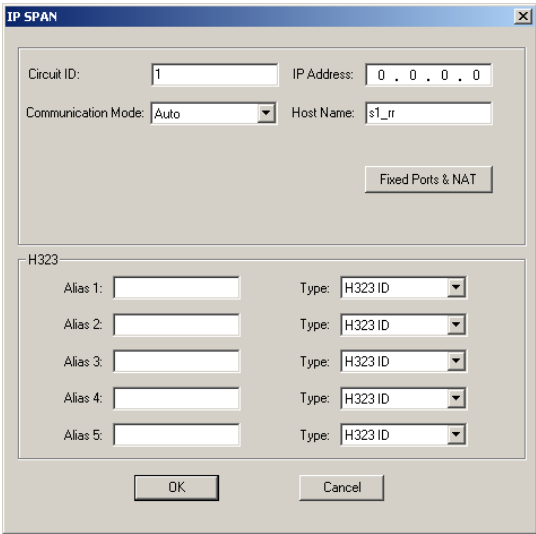 IP SPAN
Circuit ID: 1 IP Address: 0 . 0 . 0 . 0
Communication Mode: Auto Host Name: s1_rr
Fixed Ports & NAT
H323
Alias 1: Type: H323 ID
Alias 2: Type: H323 ID
Alias 3: Type: H323 ID
Alias 4: Type: H323 ID
Alias 5: Type: H323 ID
OK Cancel